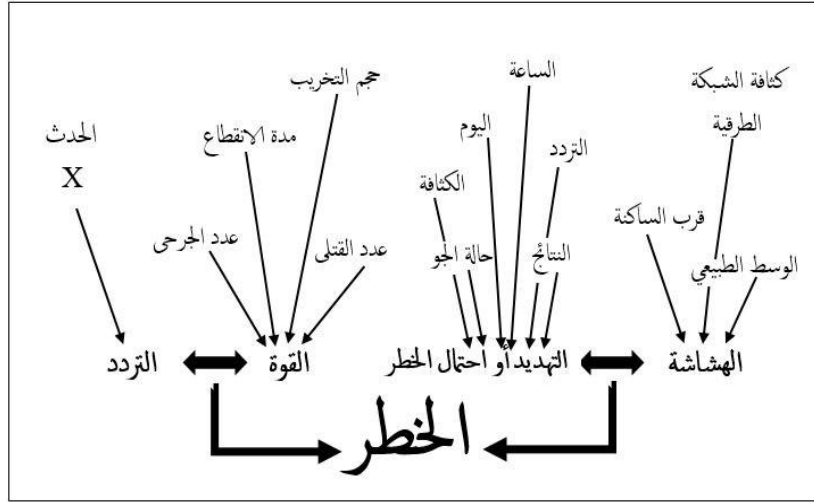 كثافة الشبكة
الطرقية
قرب الساكنة
الوسط الطبيعي
الهشاشة
الساعة
اليوم
التردد
الكثافة
حالة الجو
النتائج
التهديد أو احتمال الخطر
حجم التخريب
مدة الانقطاع
عدد الجرحى
عدد القتلى
القوة
الحدث
X
التردد
الخطر